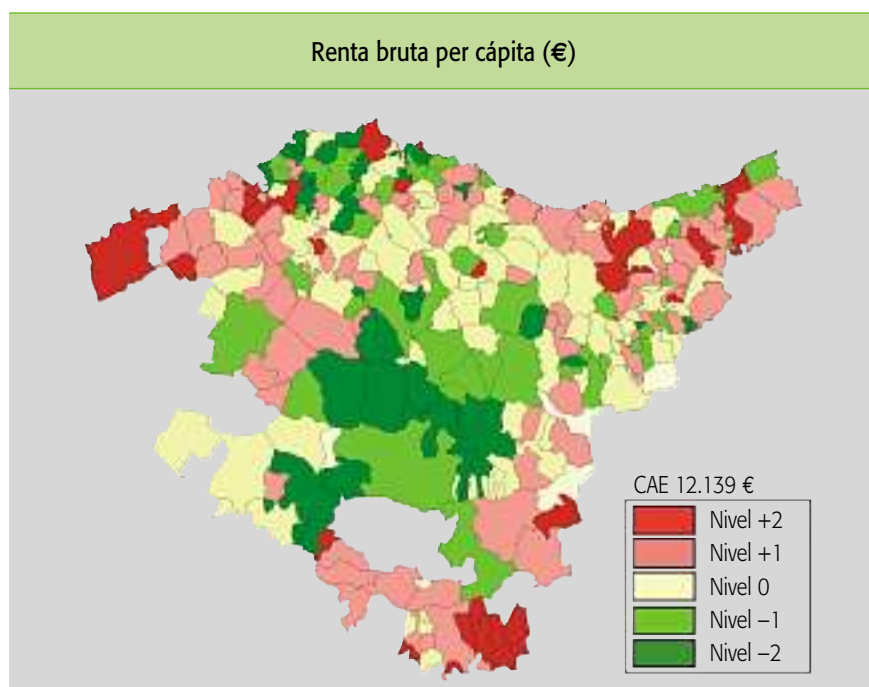 Renta bruta per cápita (€)
CAE 12.139 €
Nivel +2
Nivel +1
Nivel 0
Nivel –1
Nivel –2